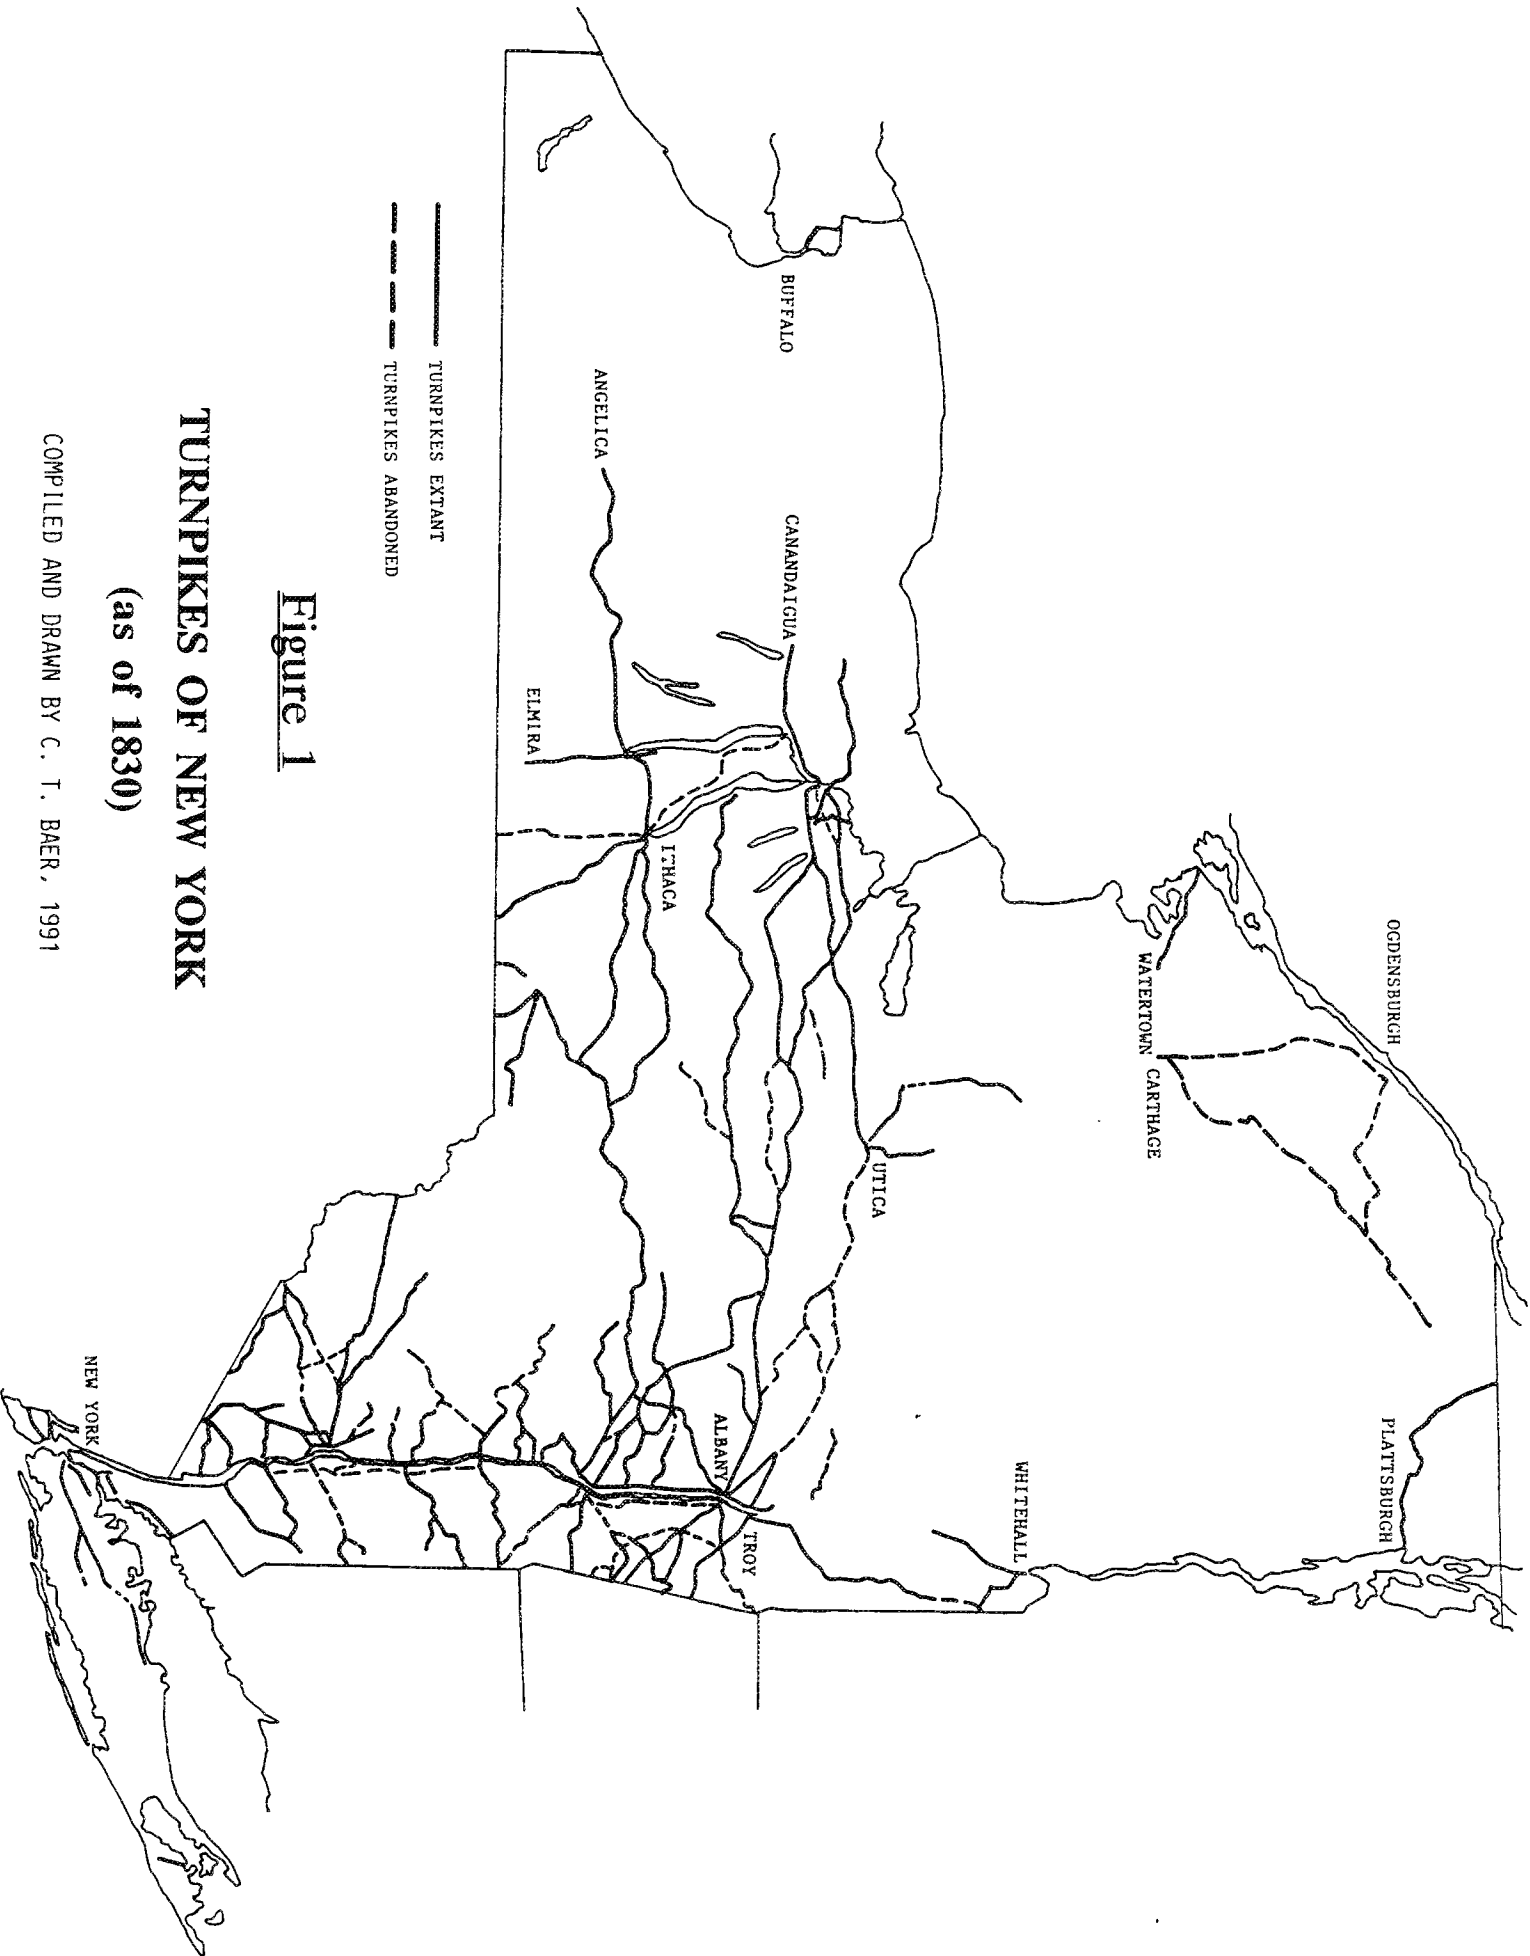 OGDENSBURGH
PLATTSBURGH
WATERTOWN
CARTHAGE
WHITEHALL
UTICA
BUFFALO
CANANDAIGUA
ALBANY
TROY
ITHACA
ANGELICA
ELMIRA
TURNPIKES EXTANT
TURNPIKES ABANDONED
Figure 1
TURNPIKES OF NEW YORK
(as of 1830)
NEW YORK
COMPILED AND DRAWN BY C. T. BAER, 1991